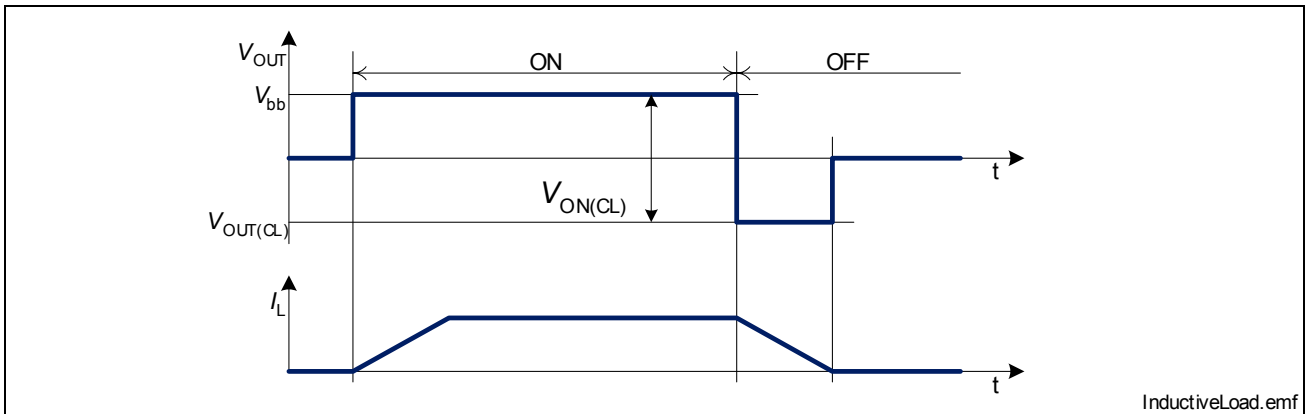 VOUT
ON
OFF
Vbb
t
VON(CL)
VOUT(CL)
IL
t
InductiveLoad.emf